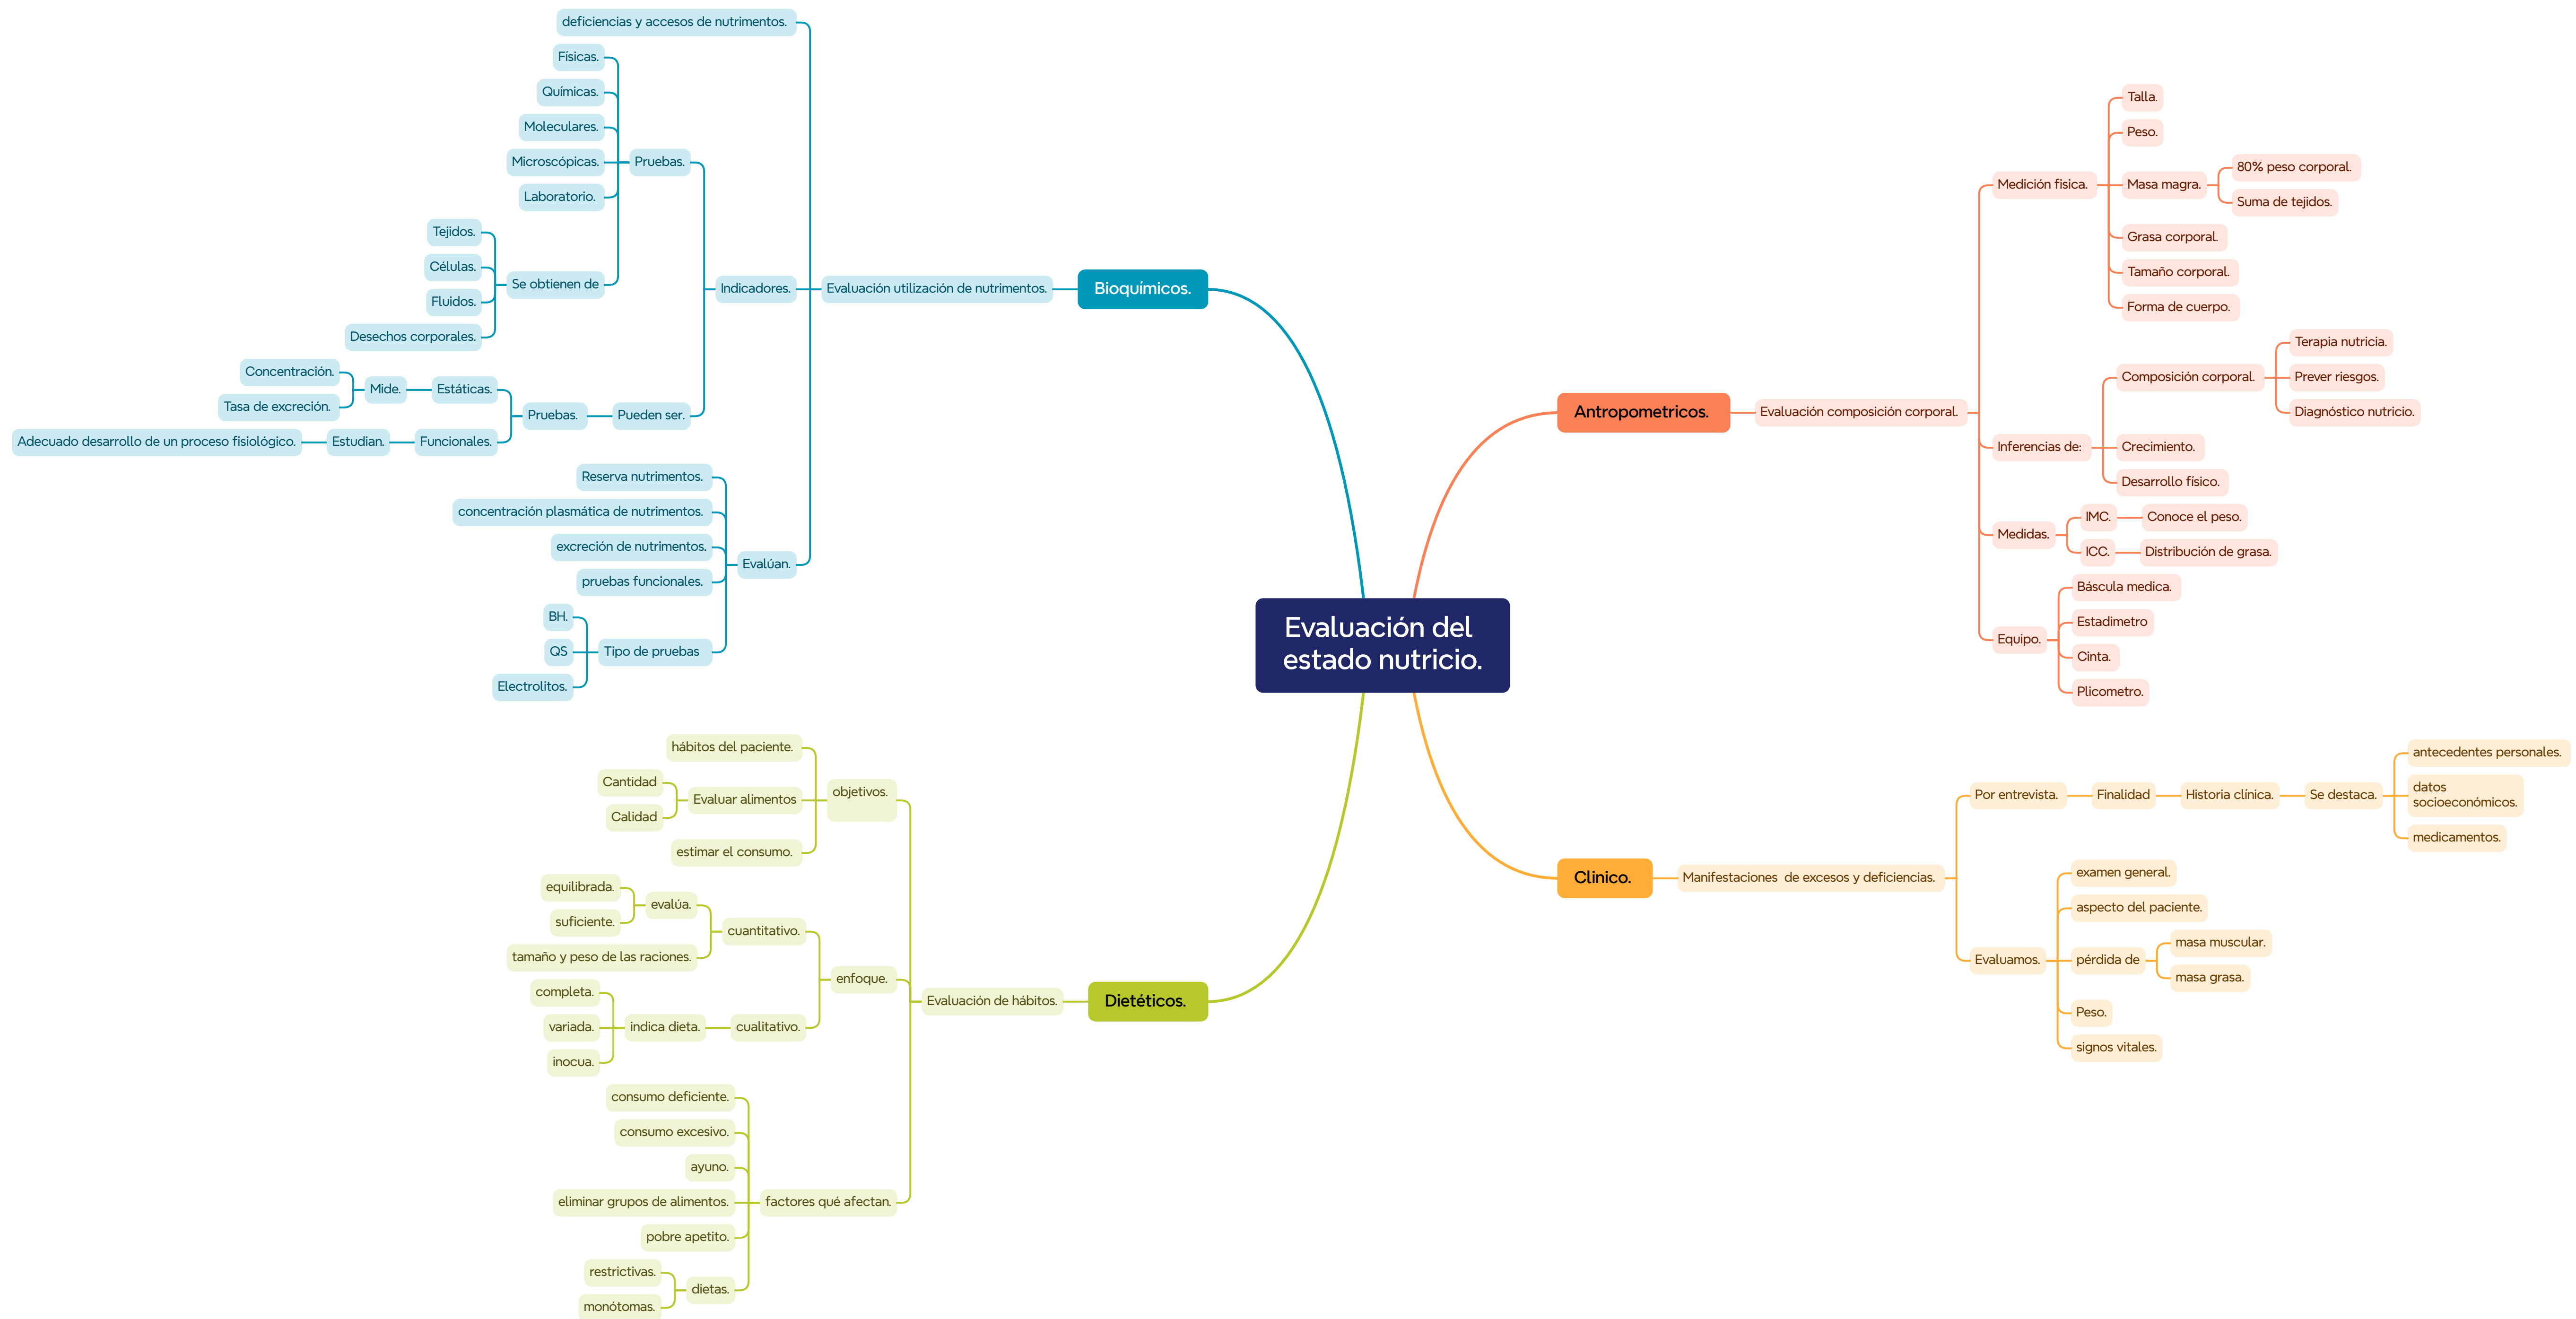 Evaluación del
estado nutricio.
Bioquímicos.
Evaluación utilización de nutrimentos.
deficiencias y accesos de nutrimentos.
Indicadores.
Pruebas.
Físicas.
Químicas.
Moleculares.
Microscópicas.
Laboratorio.
Se obtienen de
Tejidos.
Células.
Fluidos.
Desechos corporales.
Pueden ser.
Pruebas.
Estáticas.
Mide.
Concentración.
Tasa de excreción.
Funcionales.
Estudian.
Adecuado desarrollo de un proceso fisiológico.
Evalúan.
Reserva nutrimentos.
concentración plasmática de nutrimentos.
excreción de nutrimentos.
pruebas funcionales.
Tipo de pruebas
BH.
QS
Electrolitos.
Antropometricos.
Evaluación composición corporal.
Medición fisica.
Talla.
Peso.
Masa magra.
80% peso corporal.
Suma de tejidos.
Grasa corporal.
Tamaño corporal.
Forma de cuerpo.
Inferencias de:
Composición corporal.
Terapia nutricia.
Prever riesgos.
Diagnóstico nutricio.
Crecimiento.
Desarrollo físico.
Medidas.
IMC.
Conoce el peso.
ICC.
Distribución de grasa.
Equipo.
Báscula medica.
Estadimetro
Cinta.
Plicometro.
Dietéticos.
Evaluación de hábitos.
objetivos.
hábitos del paciente.
Evaluar alimentos
Cantidad
Calidad
estimar el consumo.
enfoque.
cuantitativo.
evalúa.
equilibrada.
suficiente.
tamaño y peso de las raciones.
cualitativo.
indica dieta.
completa.
variada.
inocua.
factores qué afectan.
consumo deficiente.
consumo excesivo.
ayuno.
eliminar grupos de alimentos.
pobre apetito.
dietas.
restrictivas.
monótomas.
Clinico.
Manifestaciones  de excesos y deficiencias.
Por entrevista.
Finalidad
Historia clínica.
Se destaca.
antecedentes personales.
datos
socioeconómicos.
medicamentos.
Evaluamos.
examen general.
aspecto del paciente.
pérdida de
masa muscular.
masa grasa.
Peso.
signos vitales.